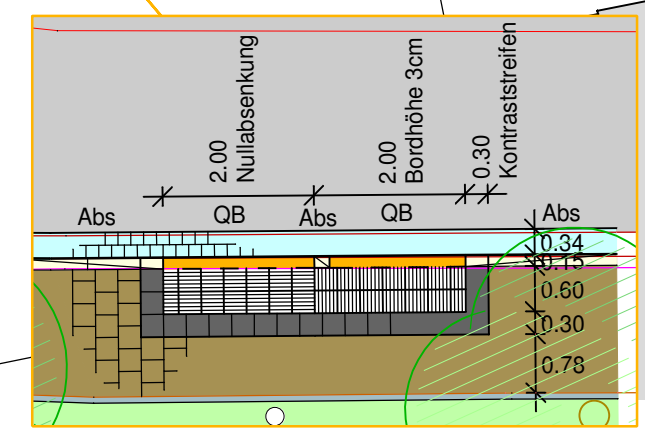 2.00
Nullabsenkung
2.00
Bordhöhe 3cm
0.30
Kontraststreifen
Abs
QB
Abs
QB
Abs
0.34
0.15
0.60
0.30
0.78